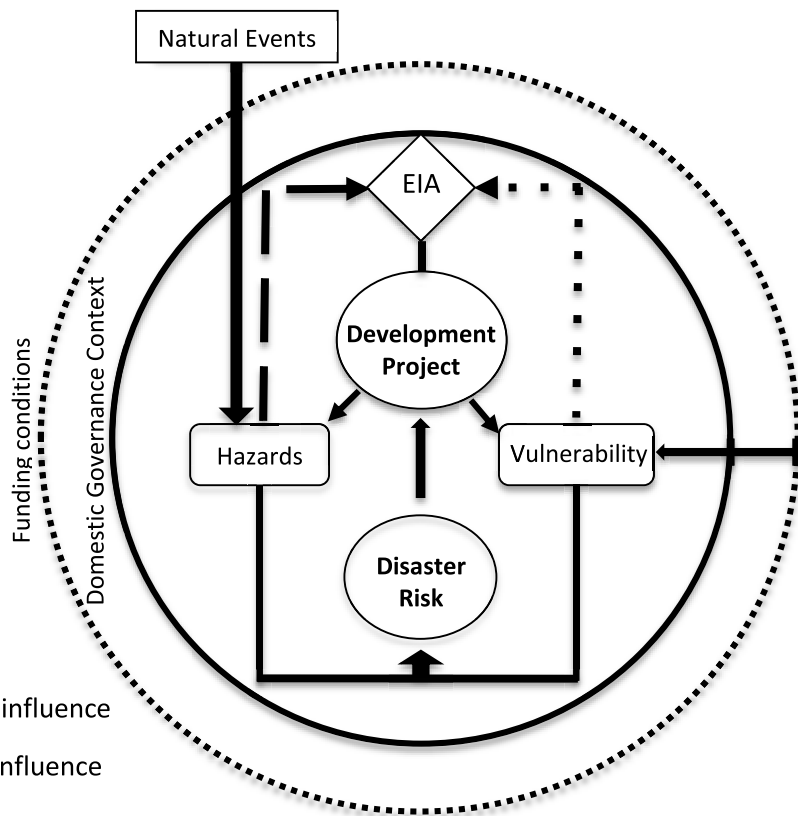 Natural Events
EIA
Development
Project
Funding conditions
Domestic Governance Context
Hazards
Vulnerability
Disaster
Risk
influence
nfluence